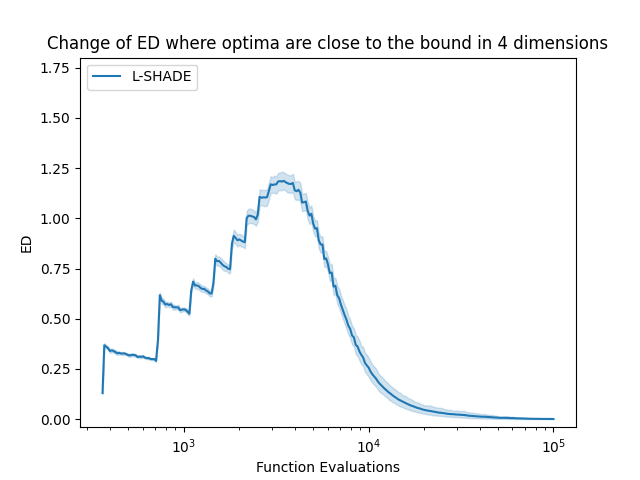 Change of ED where optima are close to the bound in 4 dimensions
L-SHADE
1.75
1.50
1.25
1.00
0.75
0.50
0.25
0.00
ED
10³
10⁴
10⁵
Function Evaluations